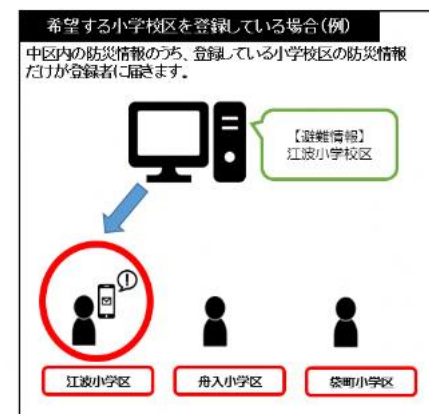 希望する小学校区を登録している場合(例)
中区内の防災情報のうち、登録している小学校区の防災情報
だけが登録者に届きます。
【避難情報】
江波小学校区
江波小学区
舟入小学区
袋町小学区